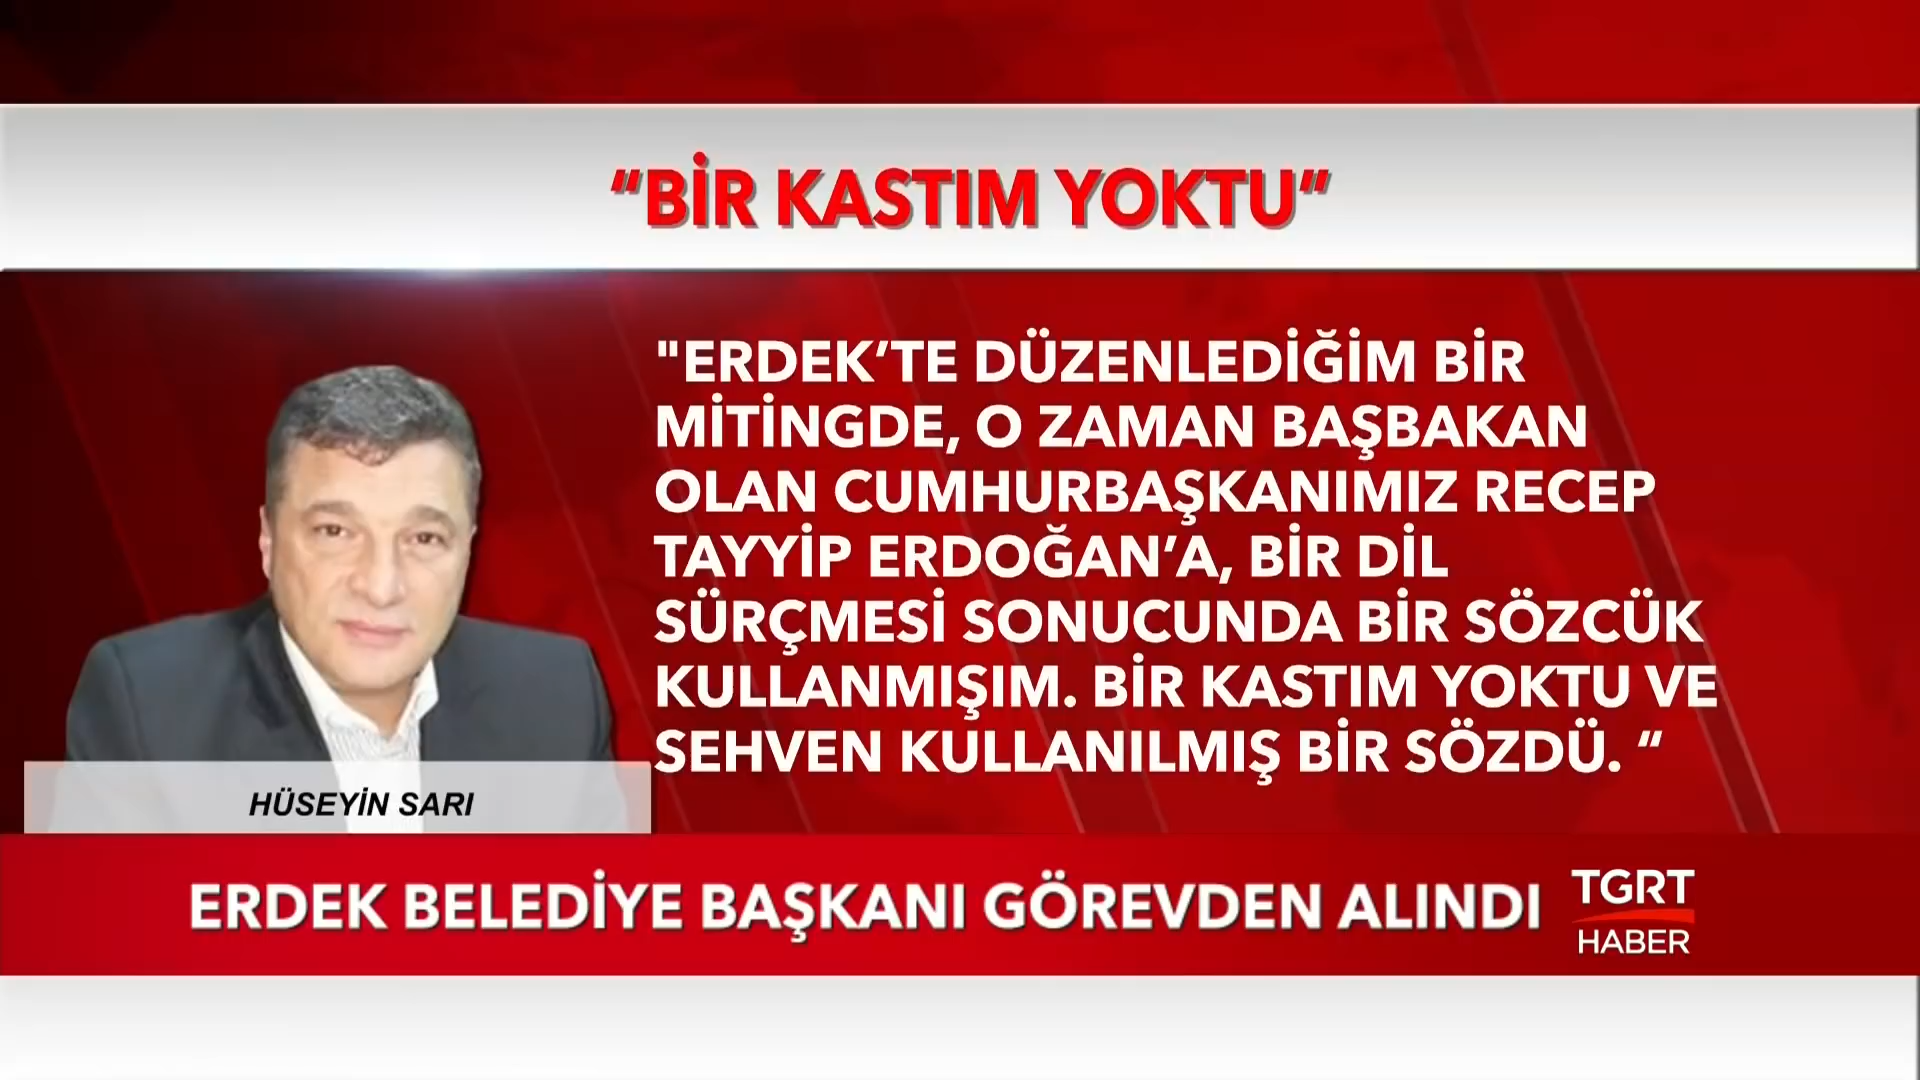 “BİR KASTIM YOKTU”
"ERDEK’TE DÜZENLEDİĞİM BİR
MİTİNGDE, O ZAMAN BAŞBAKAN
OLAN CUMHURBAŞKANIMIZ RECEP
TAYYİP ERDOĞAN’A, BİR DİL
SÜRÇMESİ SONUCUNDA BİR SÖZCÜK
KULLANMIŞIM. BİR KASTIM YOKTU VE
SEHVEN KULLANILMIŞ BİR SÖZDÜ. “
HÜSEYİN SARI
ERDEK BELEDİYE BAŞKANI GÖREVDEN ALINDI
TGRT
HABER